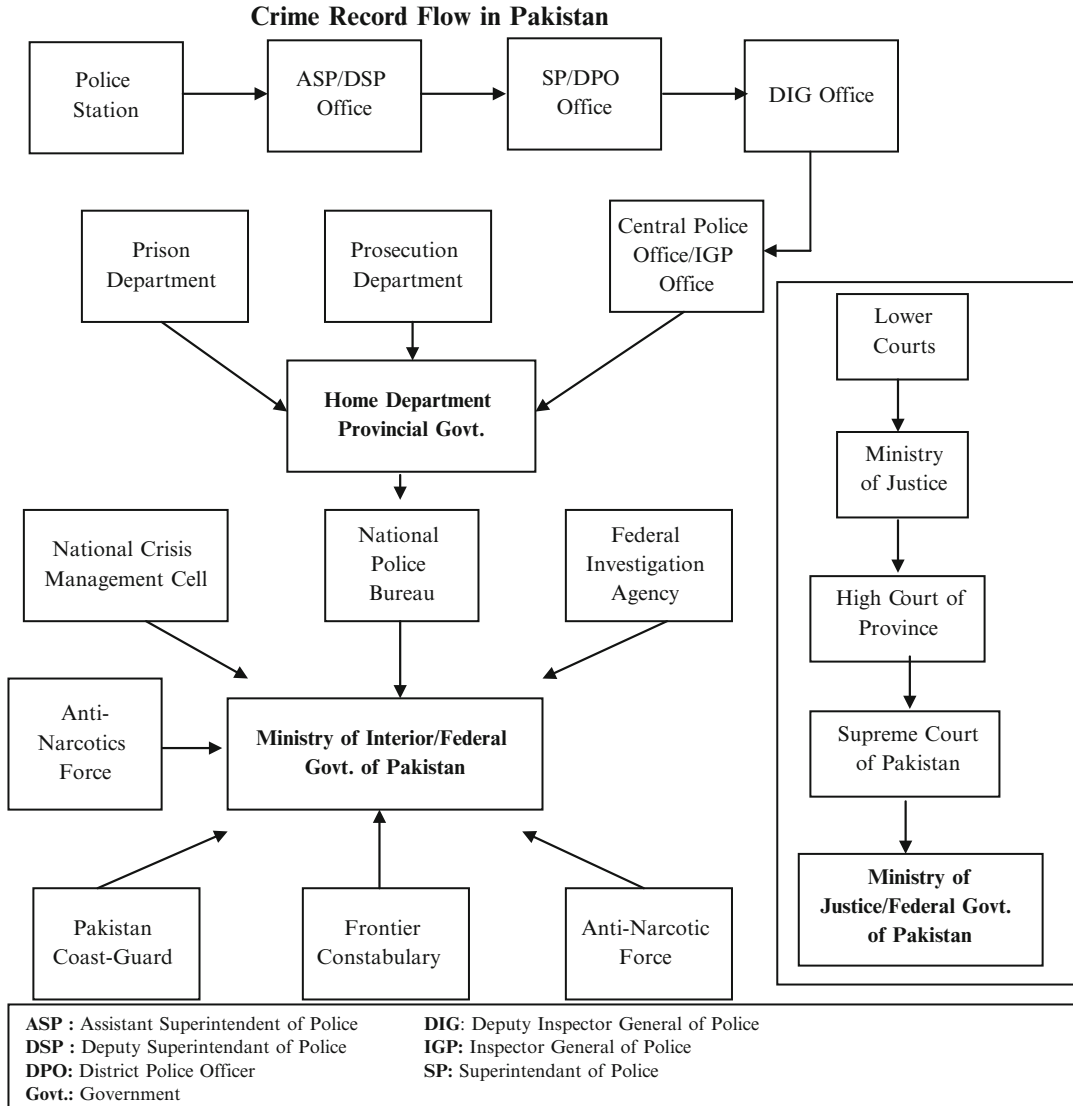 Crime Record Flow in Pakistan
Police
Station
ASP/DSP
Office
SP/DPO
Office
DIG Office
Prison
Department
Prosecution
Department
Central Police
Office/IGP
Office
Home Department
Provincial Govt.
National Crisis
Management Cell
National
Police
Bureau
Federal
Investigation
Agency
Anti-
Narcotics
Force
Ministry of Interior/Federal
Govt. of Pakistan
Pakistan
Coast-Guard
Frontier
Constabulary
Anti-Narcotic
Force
Lower
Courts
Ministry
of Justice
High Court of
Province
Supreme Court
of Pakistan
Ministry of
Justice/Federal Govt.
of Pakistan
ASP : Assistant Superintendent of Police
DSP : Deputy Superintendant of Police
DPO: District Police Officer
Govt.: Government
DIG: Deputy Inspector General of Police
IGP: Inspector General of Police
SP: Superintendant of Police